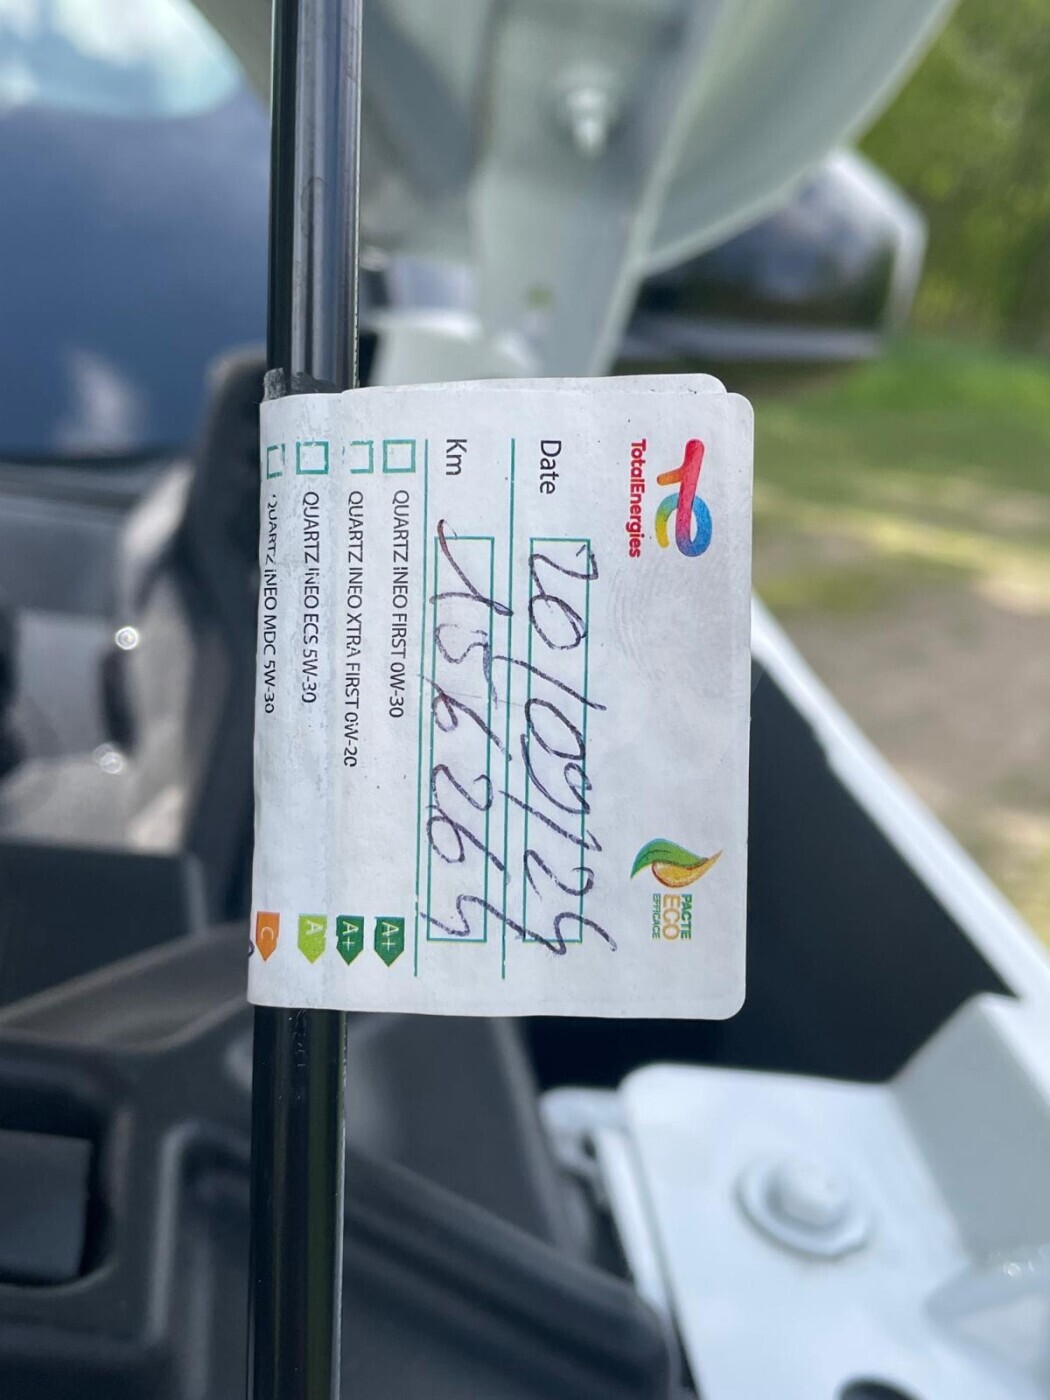 TotalEnergies
PACTE
ECO
EFFICACE
Date 20/09/24
Km 156264
QUARTZ INEO FIRST 0W-30 A+
QUARTZ INEO XTRA FIRST 0W-20 A+
QUARTZ INEO ECS 5W-30 A
QUARTZ INEO MDC 5W-30 C